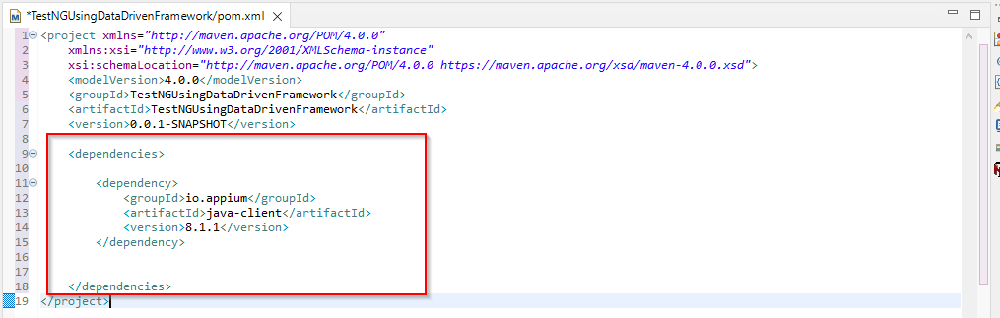 *TestNGUsingDataDrivenFramework/pom.xml
1 <project xmlns="http://maven.apache.org/POM/4.0.0"
2 xmlns:xsi="http://www.w3.org/2001/XMLSchema-instance"
3 xsi:schemaLocation="http://maven.apache.org/POM/4.0.0 https://maven.apache.org/xsd/maven-4.0.0.xsd">
4 <modelVersion>4.0.0</modelVersion>
5 <groupId>TestNGUsingDataDrivenFramework</groupId>
6 <artifactId>TestNGUsingDataDrivenFramework</artifactId>
7 <version>0.0.1-SNAPSHOT</version>
8
9 <dependencies>
10
11 <dependency>
12 <groupId>io.appium</groupId>
13 <artifactId>java-client</artifactId>
14 <version>8.1.1</version>
15 </dependency>
16
17
18 </dependencies>
19 </project>